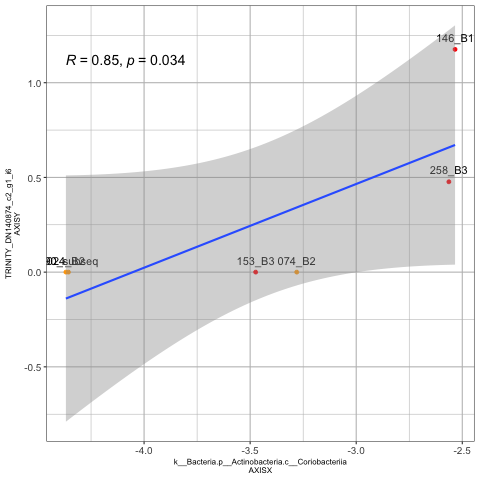 146_B1
R = 0.85, p = 0.034
1.0
258_B3
0.5
153_B3 074_B2
0.0
-0.5
-4.0 -3.5 -3.0 -2.5
k__Bacteria.p__Actinobacteria.c__Coriobacteriia
AXISX
TRINITY_DN140874_c2_g1_i6
AXISY